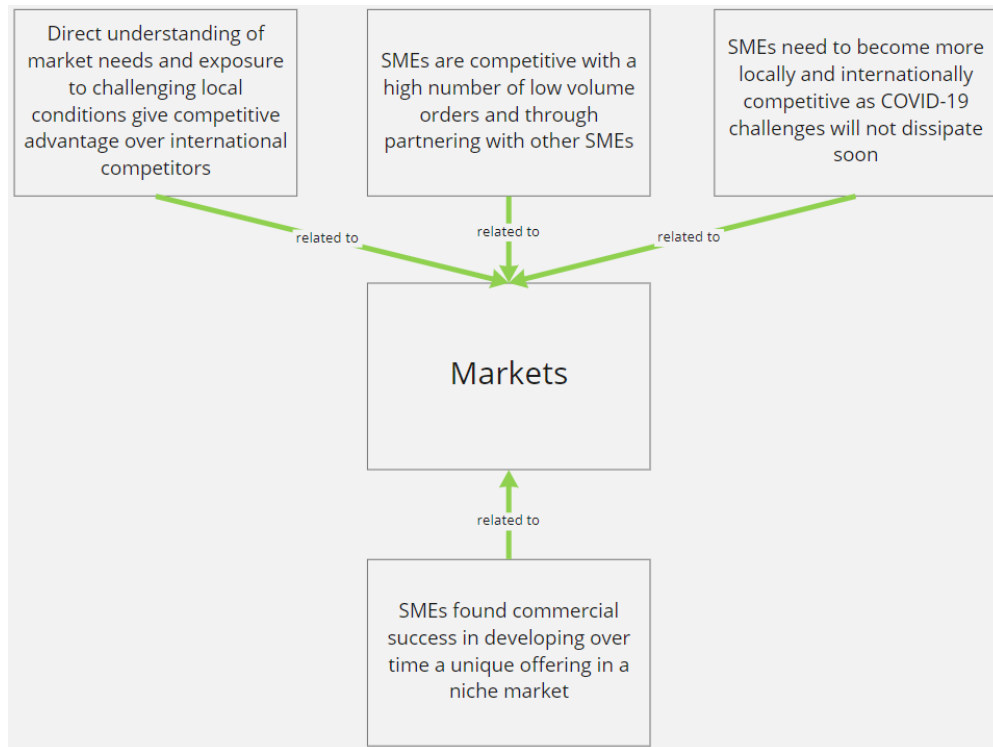 Direct understanding of
market needs and exposure
to challenging local
conditions give competitive
advantage over international
competitors
SMEs are competitive with a
high number of low volume
orders and through
partnering with other SMEs
SMEs need to become more
locally and internationally
competitive as COVID-19
challenges will not dissipate
soon
related to
related to
related to
Markets
related to
SMEs found commercial
success in developing over
time a unique offering in a
niche market